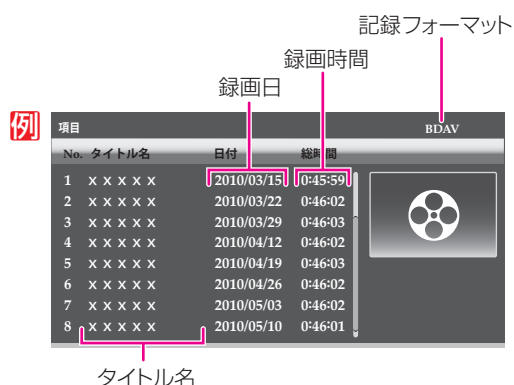 記録フォーマット
録画時間
録画日
例
項目 BDAV
No. タイトル名 日付 総時間
1 x x x x x 2010/03/15 0:45:59
2 x x x x x 2010/03/22 0:46:02
3 x x x x x 2010/03/29 0:46:03
4 x x x x x 2010/04/12 0:46:02
5 x x x x x 2010/04/19 0:46:03
6 x x x x x 2010/04/26 0:46:02
7 x x x x x 2010/05/03 0:46:02
8 x x x x x 2010/05/10 0:46:01
タイトル名